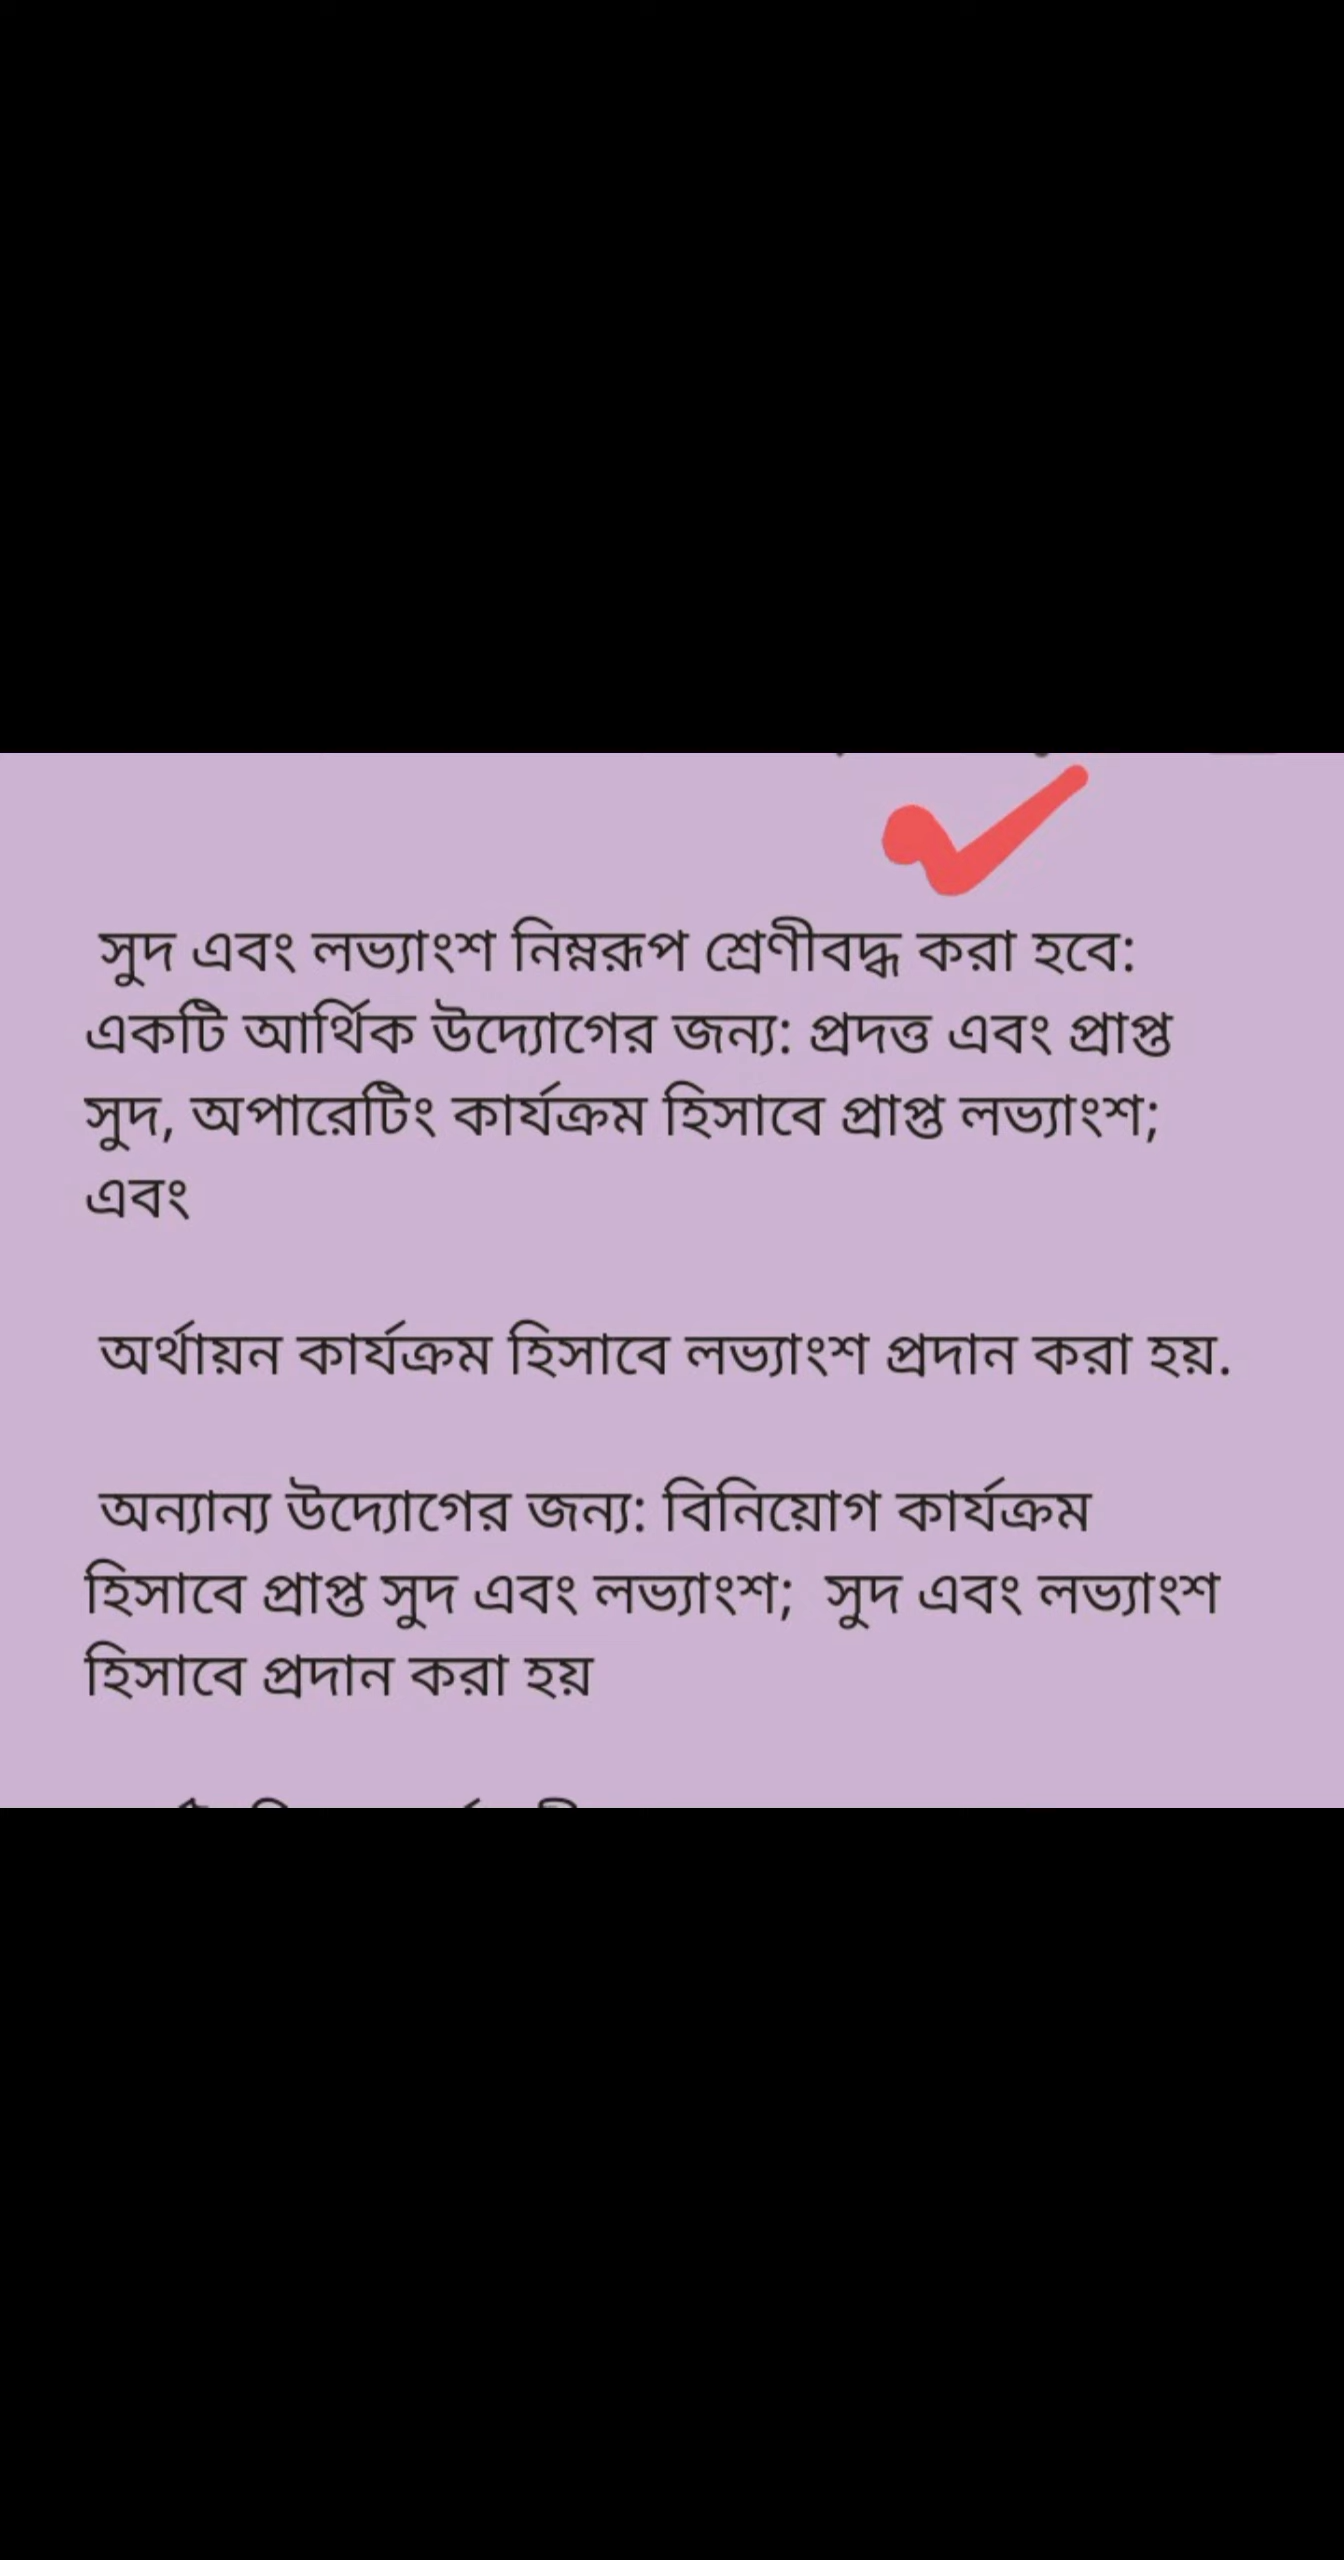 সুদ এবং লভ্যাংশ নিম্নরূপ শ্রেণীবদ্ধ করা হবে:
একটি আর্থিক উদ্যোগের জন্য: প্রদত্ত এবং প্রাপ্ত
সুদ, অপারেটিং কার্যক্রম হিসাবে প্রাপ্ত লভ্যাংশ;
এবং
অর্থায়ন কার্যক্রম হিসাবে লভ্যাংশ প্রদান করা হয়.
অন্যান্য উদ্যোগের জন্য: বিনিয়োগ কার্যক্রম
হিসাবে প্রাপ্ত সুদ এবং লভ্যাংশ; সুদ এবং লভ্যাংশ
হিসাবে প্রদান করা হয়